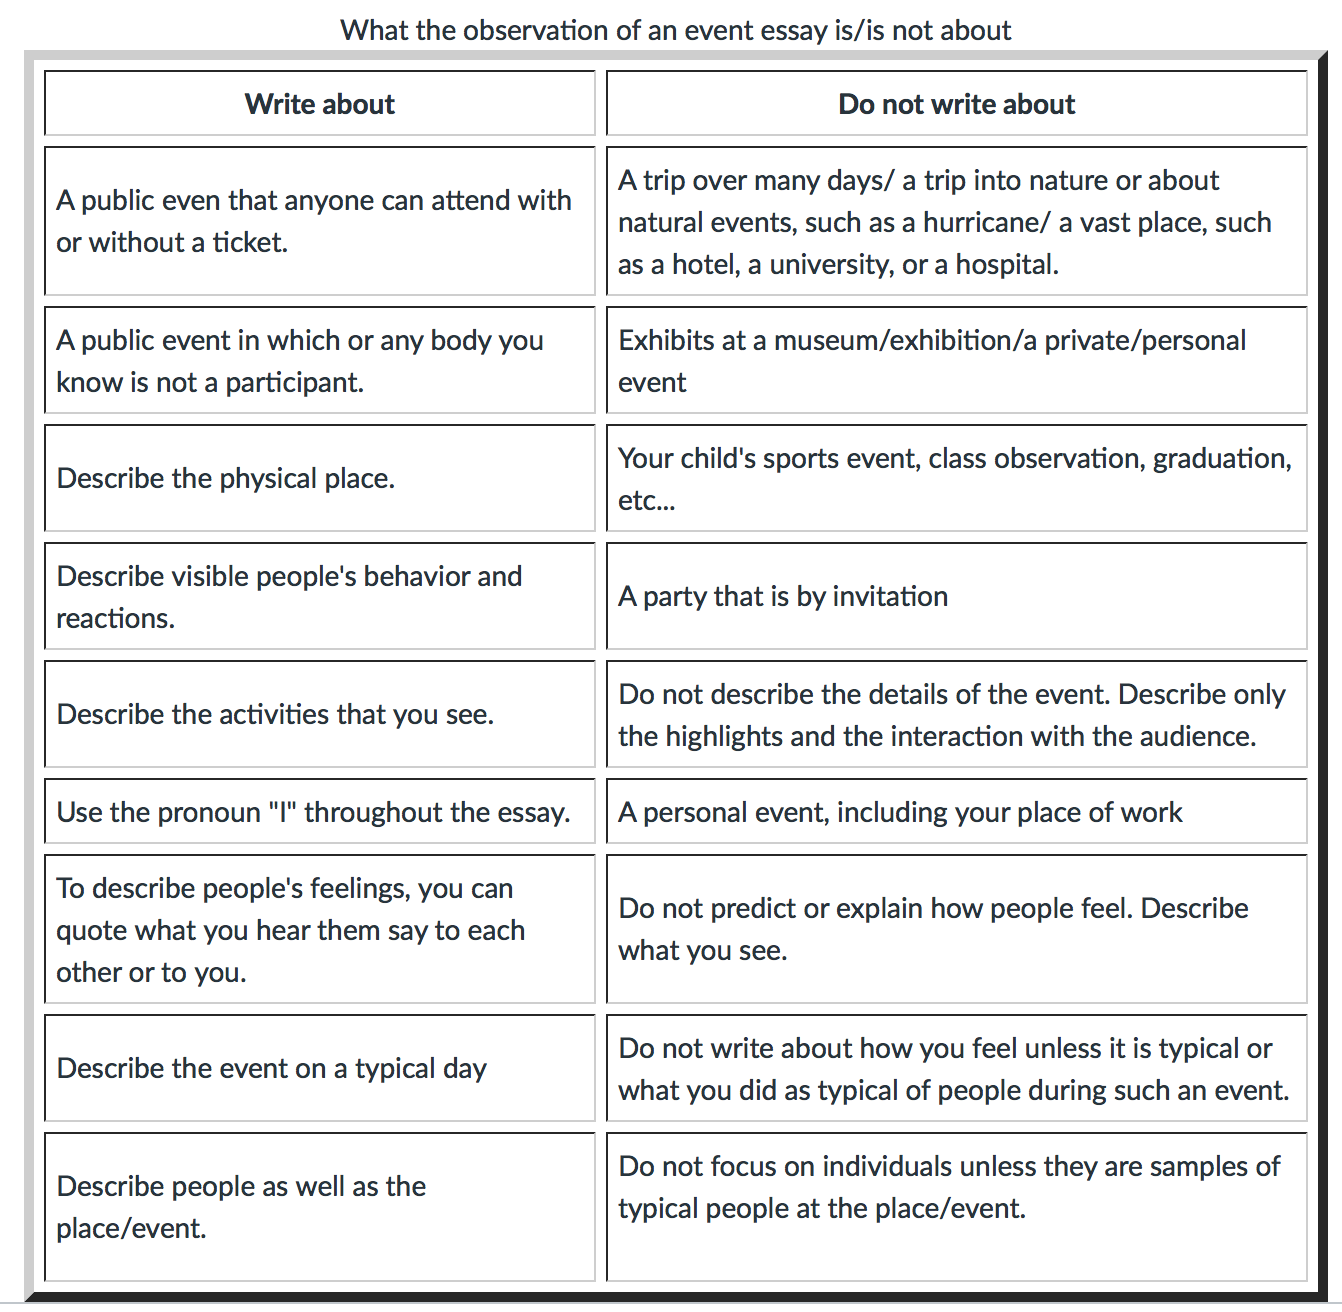 What the observation of an event essay is/is not about
Write about
Do not write about
A public even that anyone can attend with
or without a ticket.
A trip over many days/ a trip into nature or about
natural events, such as a hurricane/ a vast place, such
as a hotel, a university, or a hospital.
A public event in which or any body you
know is not a participant.
Exhibits at a museum/exhibition/a private/personal
event
Describe the physical place.
Your child's sports event, class observation, graduation,
etc...
Describe visible people's behavior and
reactions.
A party that is by invitation
Describe the activities that you see.
Do not describe the details of the event. Describe only
the highlights and the interaction with the audience.
Use the pronoun "I" throughout the essay.
A personal event, including your place of work
To describe people's feelings, you can
quote what you hear them say to each
other or to you.
Do not predict or explain how people feel. Describe
what you see.
Describe the event on a typical day
Do not write about how you feel unless it is typical or
what you did as typical of people during such an event.
Describe people as well as the
place/event.
Do not focus on individuals unless they are samples of
typical people at the place/event.